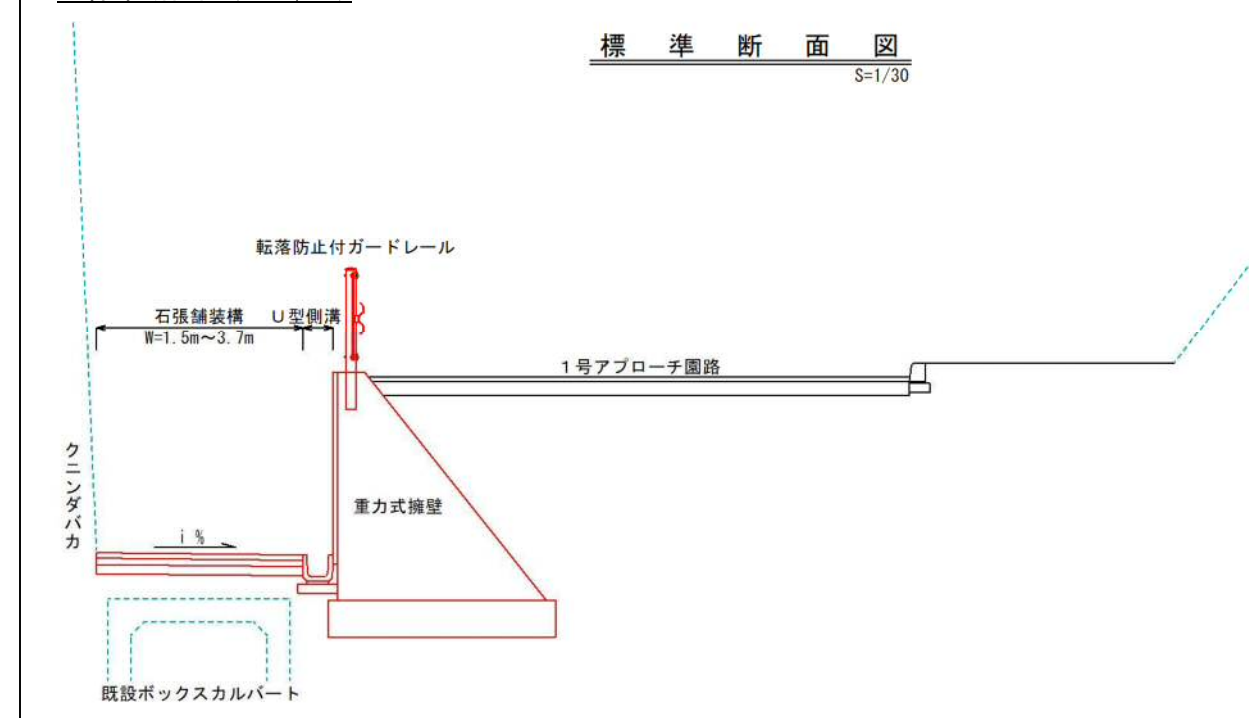 標準断面図
S=1/30
転落防止付ガードレール
石張舗装構
U型側溝
W=1.5m～3.7m
1号アプローチ園路
クニンダバカ
重力式擁壁
i %
既設ボックスカルバート